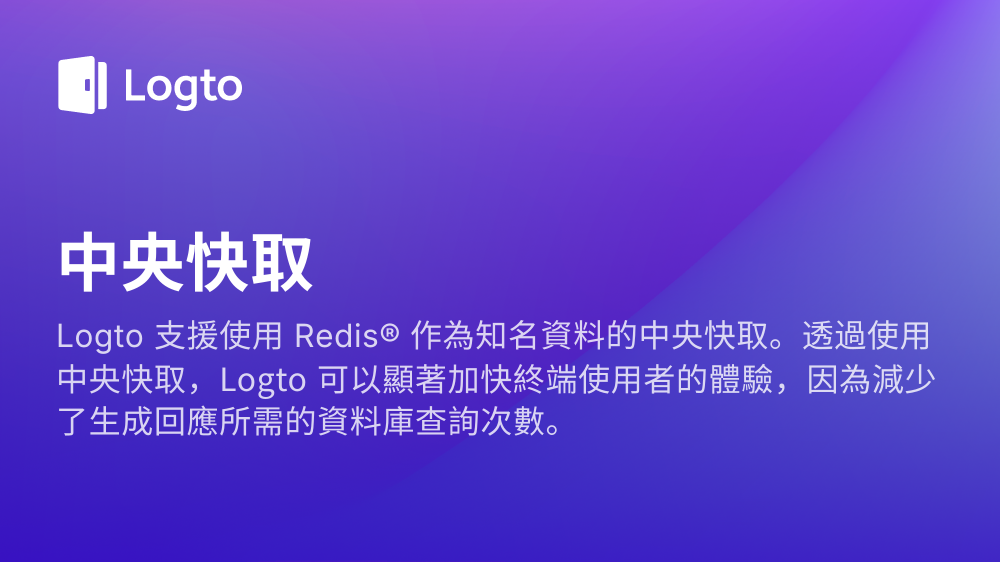 Logto
中央快取
Logto 支援使用 Redis® 作為知名資料的中央快取。透過使用
中央快取，Logto 可以顯著加快終端使用者的體驗，因為減少
了生成回應所需的資料庫查詢次數。